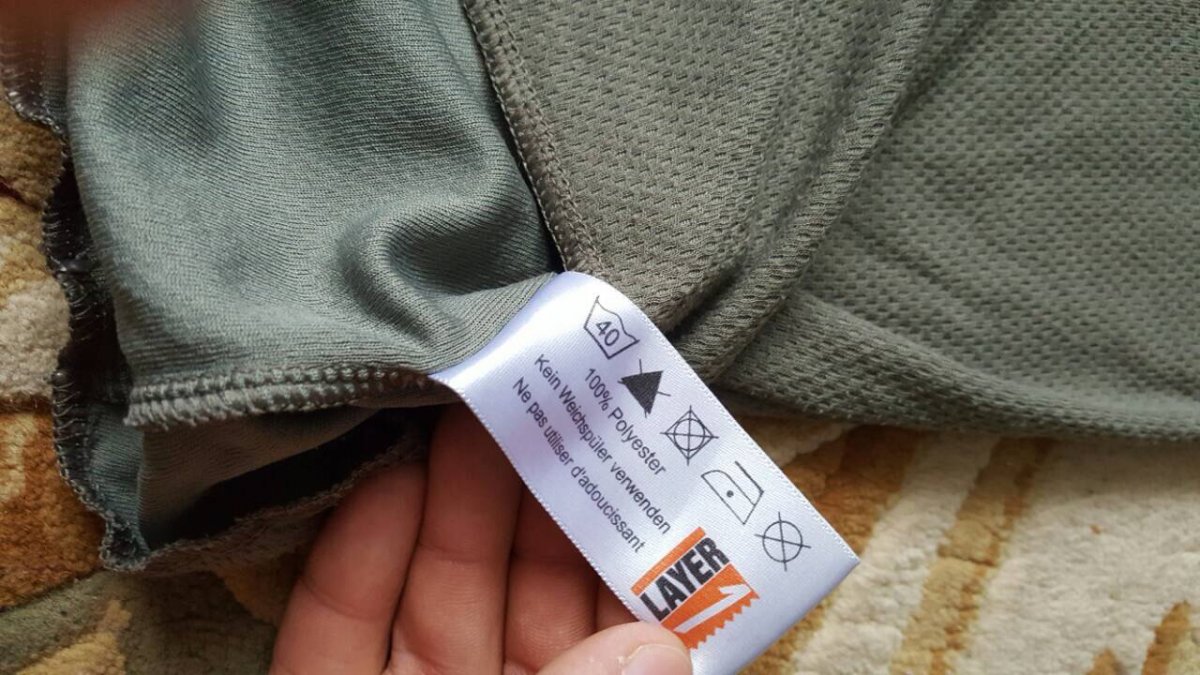 40
100% Polyester
Kein Weichspüler verwenden
Ne pas utiliser d'adoucissant
LAYER
1